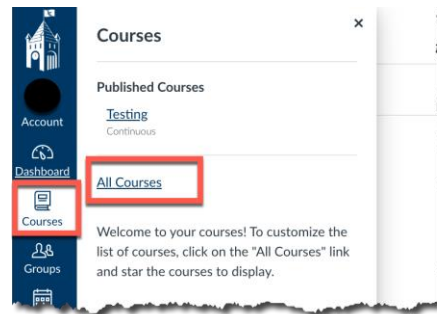 Courses
×
Published Courses
Testing
Continuous
All Courses
Welcome to your courses! To customize the
list of courses, click on the "All Courses" link
and star the courses to display.
Account
Dashboard
Courses
Groups